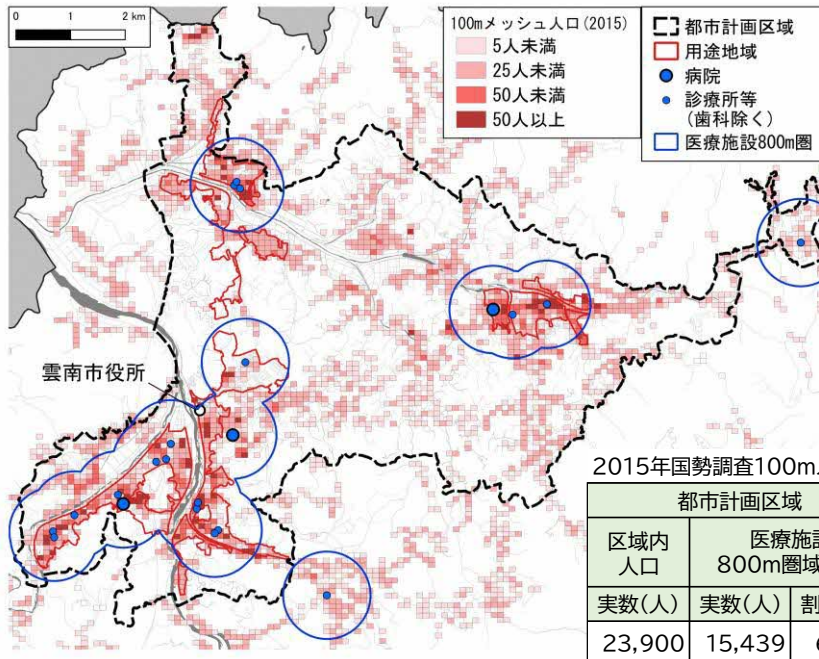 0 1 2 km
100mメッシュ人口(2015)
5人未満
25人未満
50人未満
50人以上
都市計画区域
用途地域
病院
診療所等
(歯科除く)
医療施設800m圏
雲南市役所
2015年国勢調査100m
都市計画区域
区域内
人口
医療施設
800m圏域
実数(人) 実数(人) 割
23,900 15,439